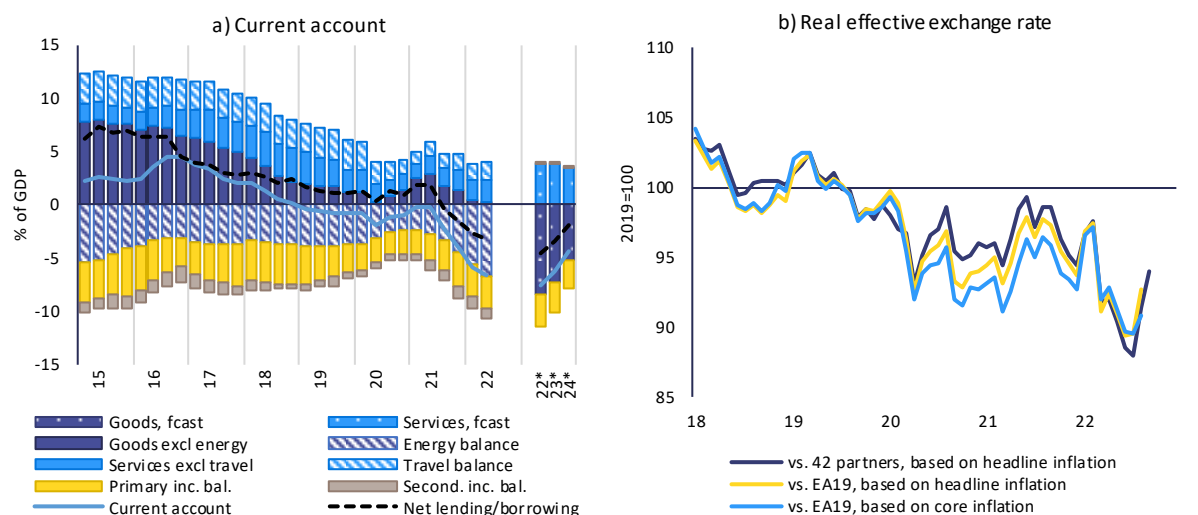 a) Current account
15
10
5
0
-5
-10
-15
% of GDP
15
16
17
18
19
20
21
22
22*
23*
24*
Goods, fcast
Services, fcast
Goods excl energy
Energy balance
Services excl travel
Travel balance
Primary inc. bal.
Second. inc. bal.
Current account
Net lending/borrowing
b) Real effective exchange rate
110
105
100
95
90
85
2019=100
18
19
20
21
22
vs. 42 partners, based on headline inflation
vs. EA19, based on headline inflation
vs. EA19, based on core inflation